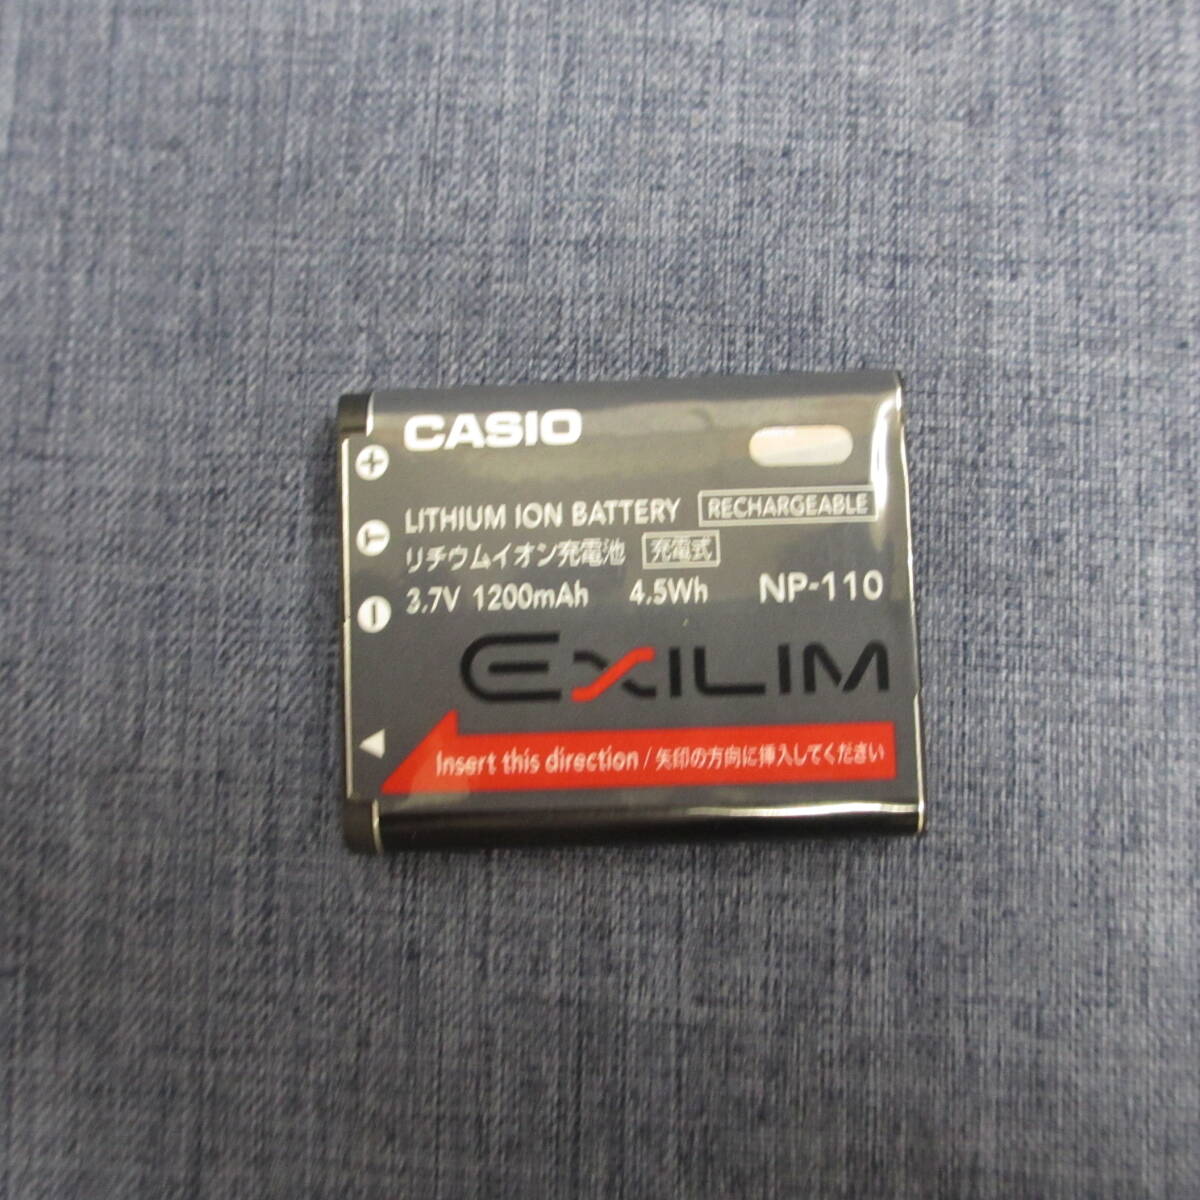 CASIO
LITHIUM ION BATTERY RECHARGEABLE
リチウムイオン充電池 充電式
3.7V 1200mAh 4.5Wh NP-110
EXILIM
Insert this direction / 矢印の方向に挿入してください
+
T
-